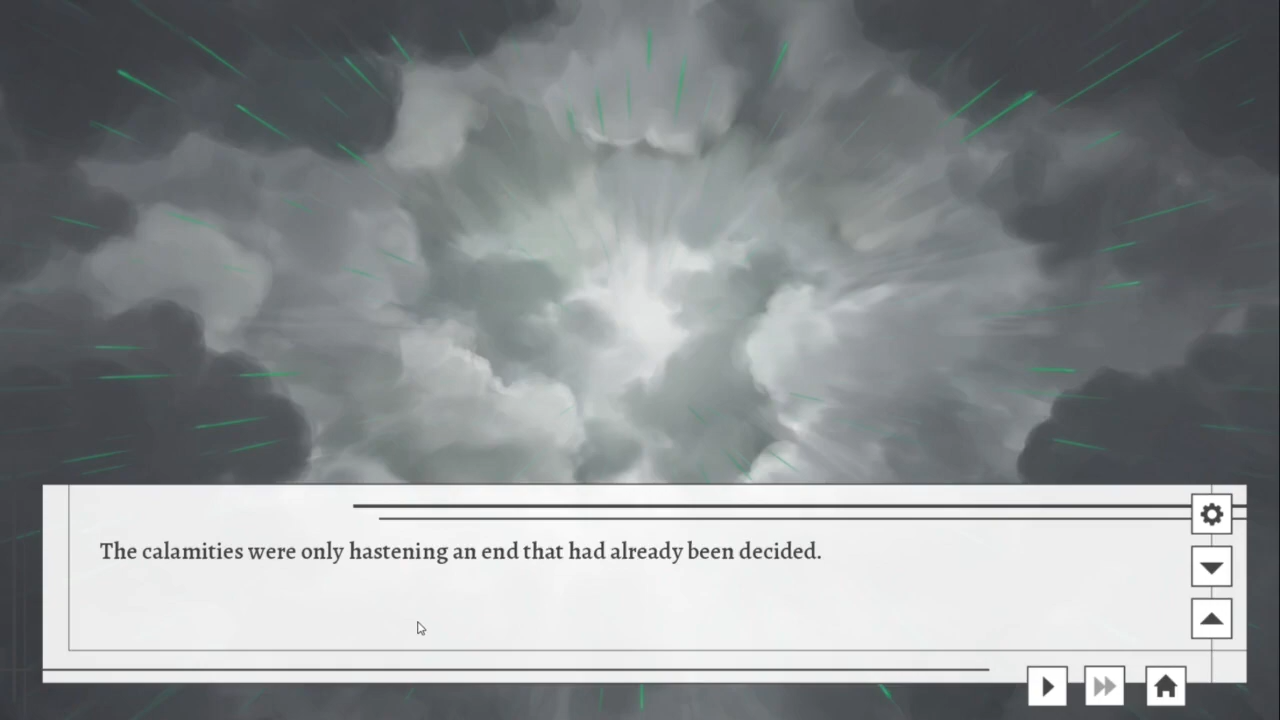 The calamities were only hastening an end that had already been decided.